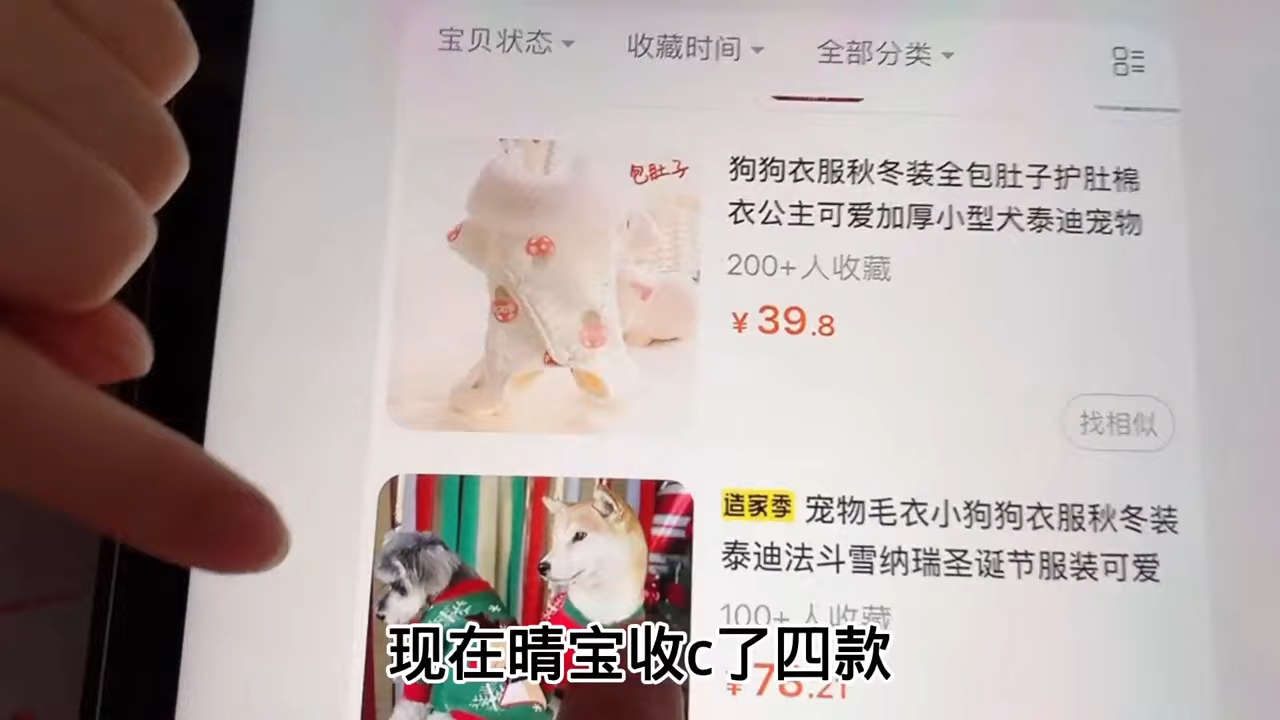 宝贝状态
收藏时间
全部分类
包肚子
狗狗衣服秋冬装全包肚子护肚棉
衣公主可爱加厚小型犬泰迪宠物
200+人收藏
¥39.8
找相似
造家季 宠物毛衣小狗狗衣服秋冬装
泰迪法斗雪纳瑞圣诞节服装可爱
100+人收藏
现在晴宝收c了四款